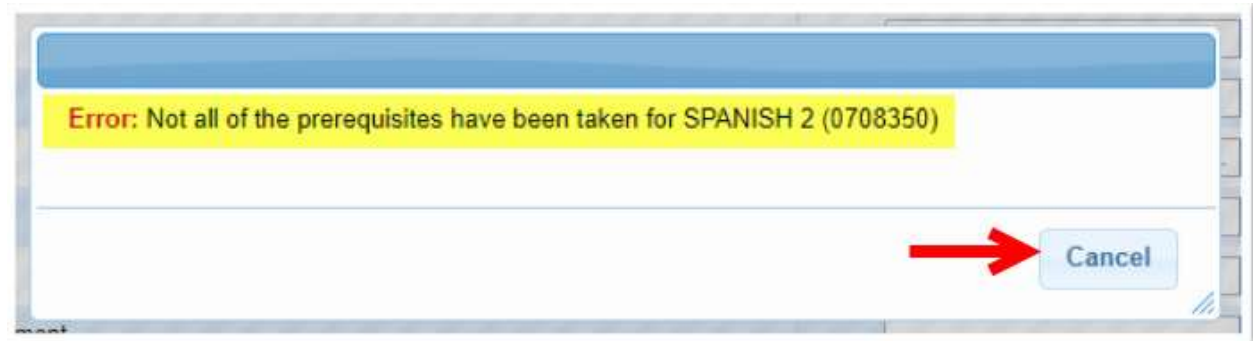 Error: Not all of the prerequisites have been taken for SPANISH 2 (0708350)
Cancel